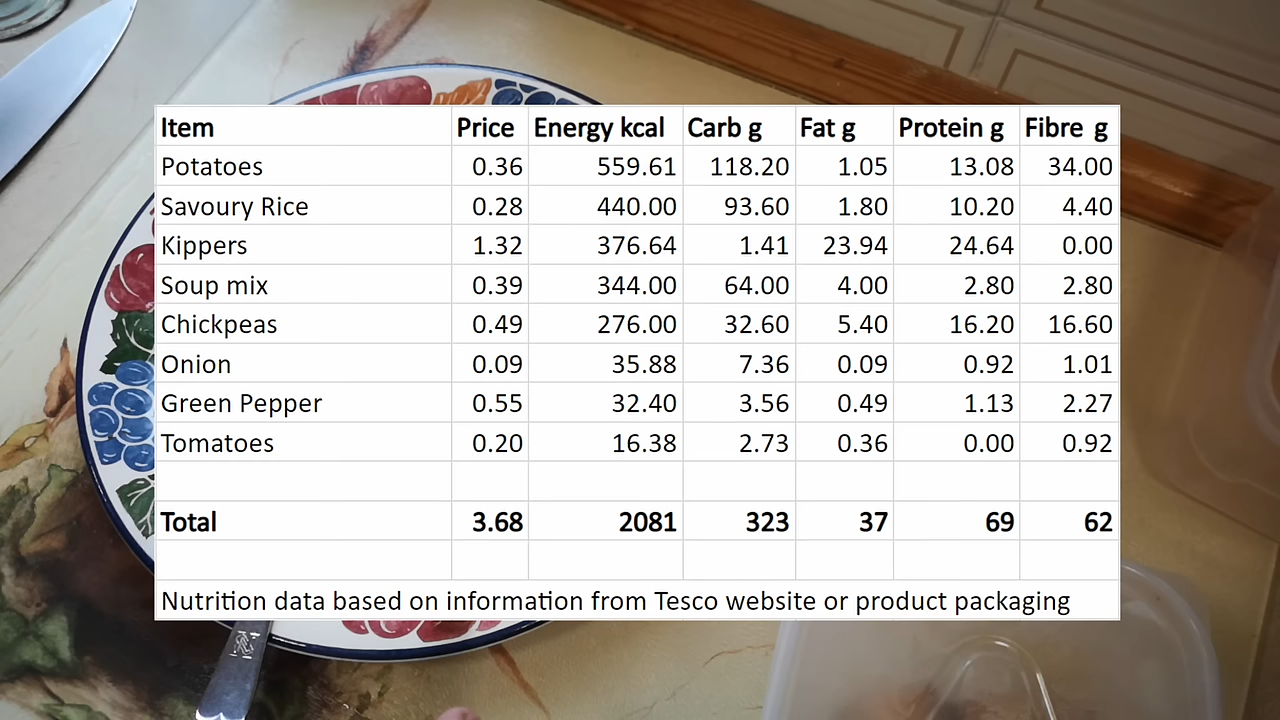 Item Price Energy kcal Carb g Fat g Protein g Fibre g
Potatoes 0.36 559.61 118.20 1.05 13.08 34.00
Savoury Rice 0.28 440.00 93.60 1.80 10.20 4.40
Kippers 1.32 376.64 1.41 23.94 24.64 0.00
Soup mix 0.39 344.00 64.00 4.00 2.80 2.80
Chickpeas 0.49 276.00 32.60 5.40 16.20 16.60
Onion 0.09 35.88 7.36 0.09 0.92 1.01
Green Pepper 0.55 32.40 3.56 0.49 1.13 2.27
Tomatoes 0.20 16.38 2.73 0.36 0.00 0.92
Total 3.68 2081 323 37 69 62
Nutrition data based on information from Tesco website or product packaging